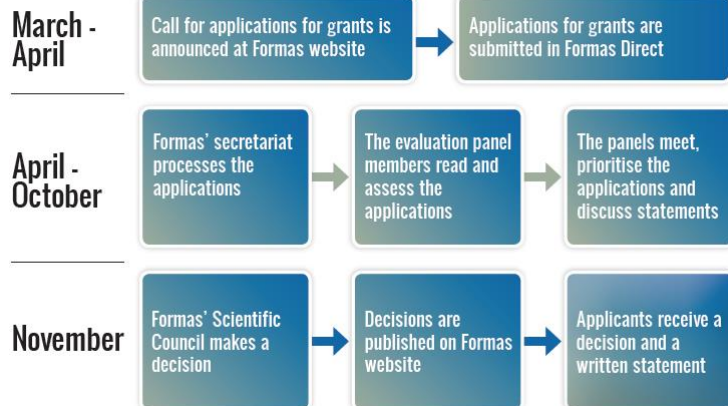 March -
April
Call for applications for grants is
announced at Formas website
Applications for grants are
submitted in Formas Direct
April -
October
Formas' secretariat
processes the
applications
The evaluation panel
members read and
assess the
applications
The panels meet,
prioritise the
applications and
discuss statements
November
Formas' Scientific
Council makes a
decision
Decisions are
published on Formas
website
Applicants receive a
decision and a
written statement